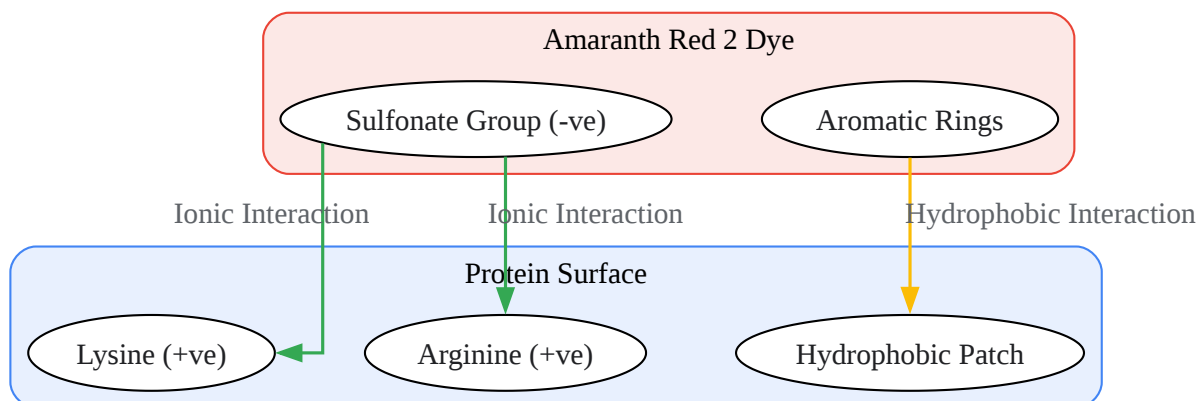 Amaranth Red 2 Dye
Sulfonate Group (-ve)
Aromatic Rings
Ionic Interaction
Ionic Interaction
Hydrophobic Interaction
Protein Surface
Lysine (+ve)
Arginine (+ve)
Hydrophobic Patch